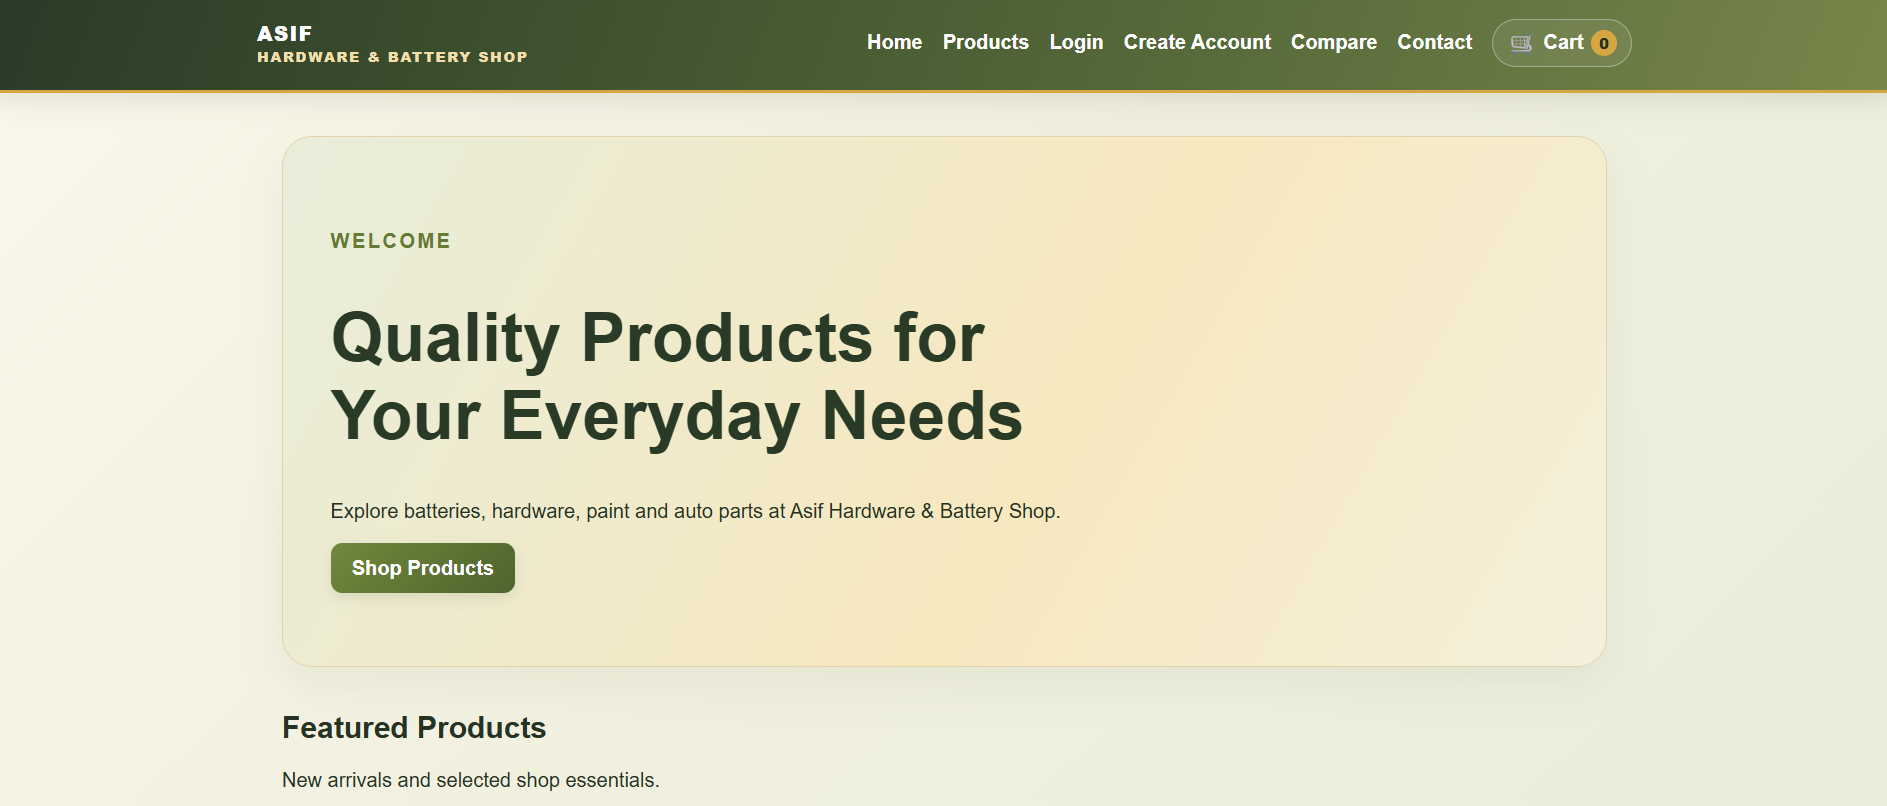 ASIF
HARDWARE & BATTERY SHOP
Home Products Login Create Account Compare Contact Cart 0
WELCOME
Quality Products for
Your Everyday Needs
Explore batteries, hardware, paint and auto parts at Asif Hardware & Battery Shop.
Shop Products
Featured Products
New arrivals and selected shop essentials.